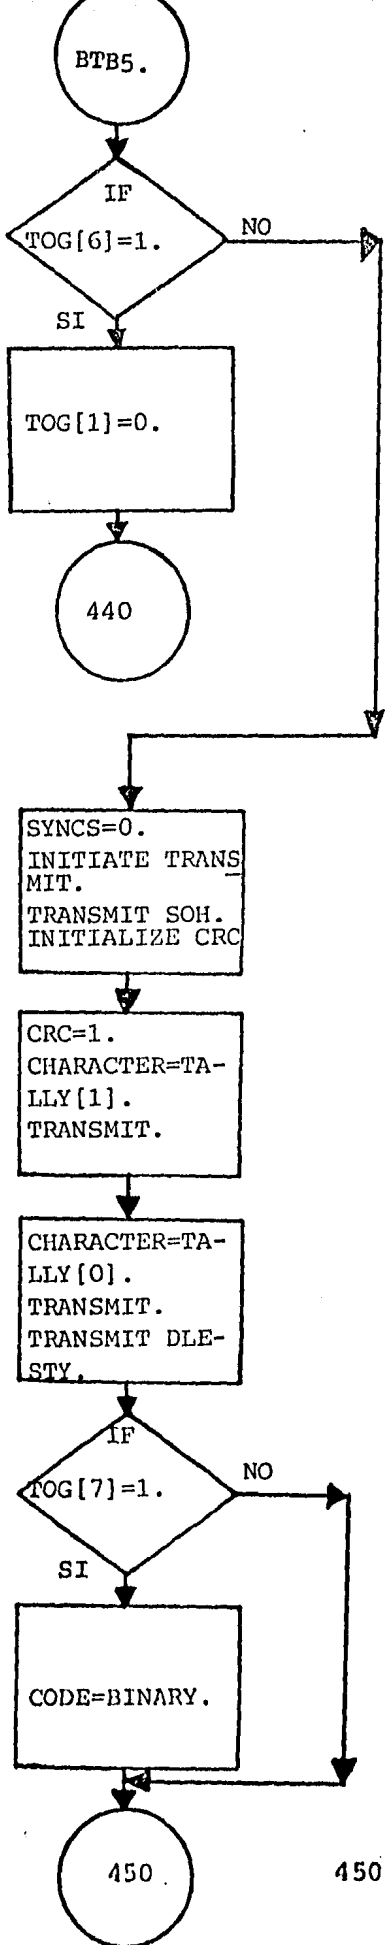 BTB5.
IF
TOG[6]=1.
NO
SI
TOG[1]=0.
440
SYNCS=0.
INITIATE TRANS
MIT.
TRANSMIT SOH.
INITIALIZE CRC
CRC=1.
CHARACTER=TA-
LLY[1].
TRANSMIT.
CHARACTER=TA-
LLY[0].
TRANSMIT.
TRANSMIT DLE-
STY.
IF
TOG[7]=1.
NO
SI
CODE=BINARY.
450
450